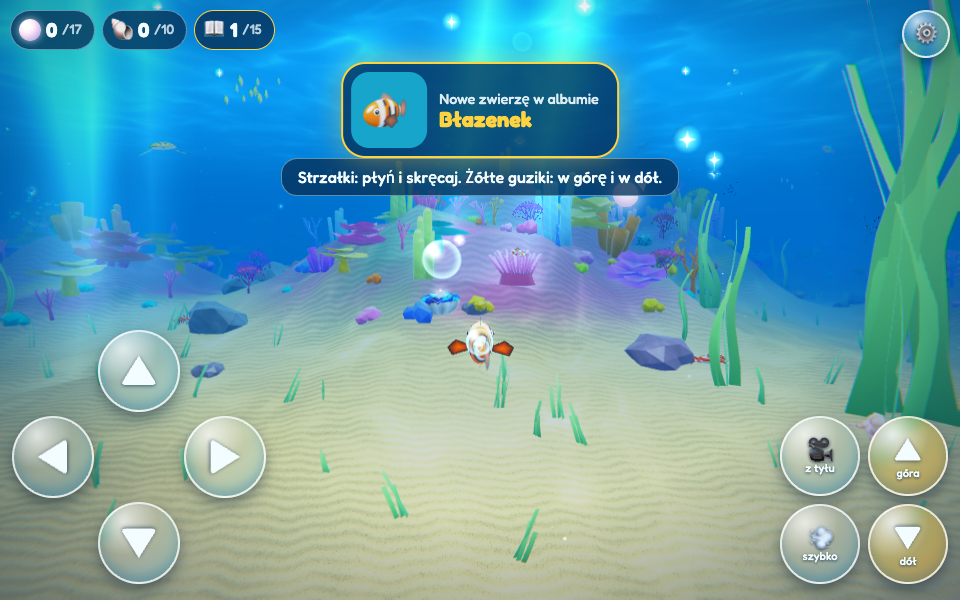 0 /17
0 /10
1 /15
Nowe zwierzę w albumie
Błazenek
Strzałki: płyń i skręcaj. Żółte guziki: w górę i w dół.
z tyłu
góra
szybko
dół